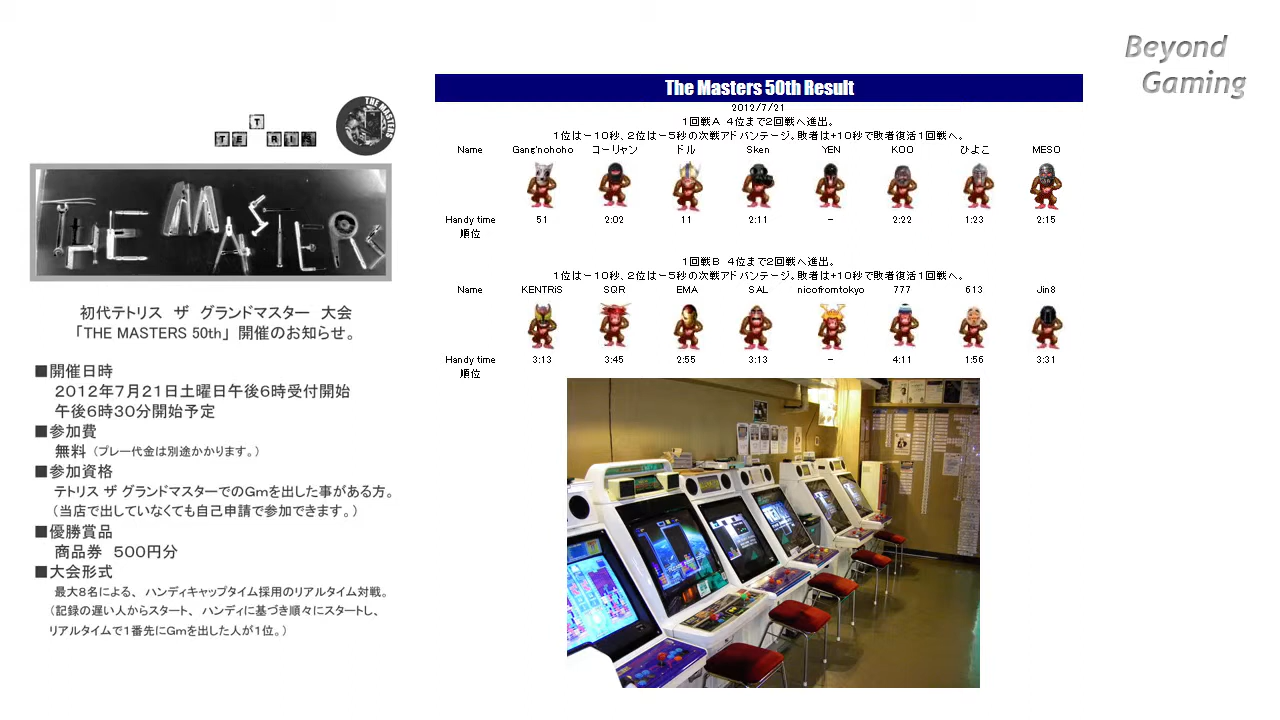 Beyond
Gaming
THE MASTERS
T
TE RIS
THE MASTERS
初代テトリス ザ グランドマスター 大会
「THE MASTERS 50th」 開催のお知らせ。
■開催日時
2012年7月21日土曜日午後6時受付開始
午後6時30分開始予定
■参加費
無料 (プレー代金は別途かかります。)
■参加資格
テトリス ザ グランドマスターでのGmを出した事がある方。
(当店で出していなくても自己申請で参加できます。)
■優勝賞品
商品券 500円分
■大会形式
最大8名による、ハンディキャップタイム採用のリアルタイム対戦。
(記録の遅い人からスタート、ハンディに基づき順々にスタートし、
リアルタイムで1番先にGmを出した人が1位。)
The Masters 50th Result
2012/7/21
1回戦A 4位まで2回戦へ進出。
1位は-10秒、2位は-5秒の次戦アドバンテージ。敗者は+10秒で敗者復活1回戦へ。
Name Gang'nohoho コーリャン ドル Sken YEN KOO ひよこ MESO
Handy time 51 2:02 11 2:11 - 2:22 1:23 2:15
順位
1回戦B 4位まで2回戦へ進出。
1位は-10秒、2位は-5秒の次戦アドバンテージ。敗者は+10秒で敗者復活1回戦へ。
Name KENTRiS SQR EMA SAL nicofromtokyo 777 613 Jin8
Handy time 3:13 3:45 2:55 3:13 - 4:11 1:56 3:31
順位